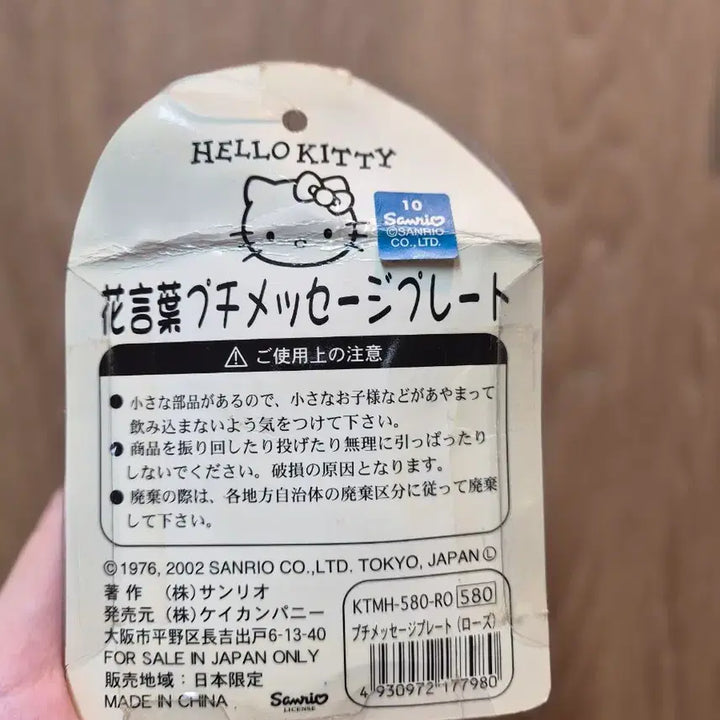 HELLO KITTY
10
Sanrio
©SANRIO
CO.,LTD.
花言葉プチメッセージプレート
⚠ ご使用上の注意
● 小さな部品があるので、小さなお子様などがあやまって
飲み込まないよう気をつけて下さい。
● 商品を振り回したり投げたり無理に引っぱったり
しないでください。破損の原因となります。
● 廃棄の際は、各地方自治体の廃棄区分に従って廃棄
して下さい。
©1976, 2002 SANRIO CO.,LTD. TOKYO, JAPAN Ⓛ
著作 (株)サンリオ
発売元 (株)ケイカンパニー
大阪市平野区長吉出戸6-13-40
FOR SALE IN JAPAN ONLY
販売地域:日本限定
MADE IN CHINA
Sanrio
LICENSE
KTMH-580-RO 580
プチメッセージプレート(ローズ)
4 930972 177980